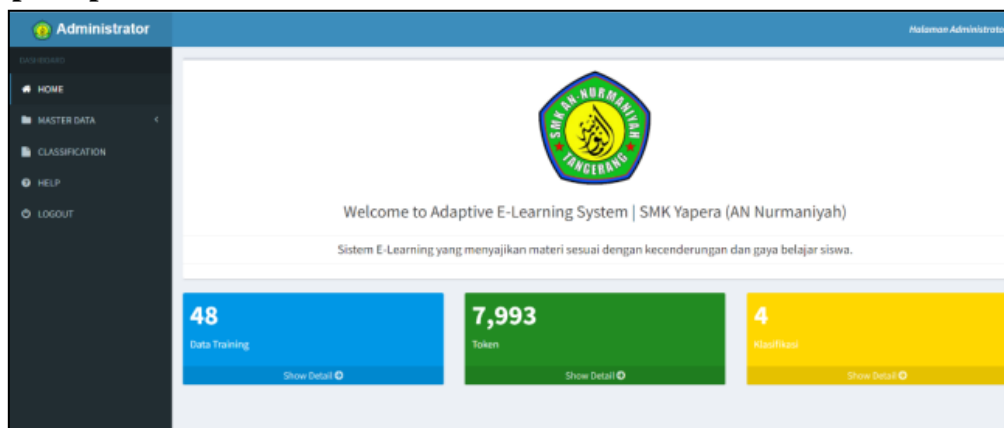 Administrator
Halaman Administrato
DASHBOARD
HOME
MASTER DATA
CLASSIFICATION
HELP
LOGOUT
SMK AN-NURMANIYAH
TANGERANG
Welcome to Adaptive E-Learning System | SMK Yapera (AN Nurmaniyah)
Sistem E-Learning yang menyajikan materi sesuai dengan kecenderungan dan gaya belajar siswa.
48
Data Training
Show Detail
7,993
Token
Show Detail
4
Klasifikasi
Show Detail